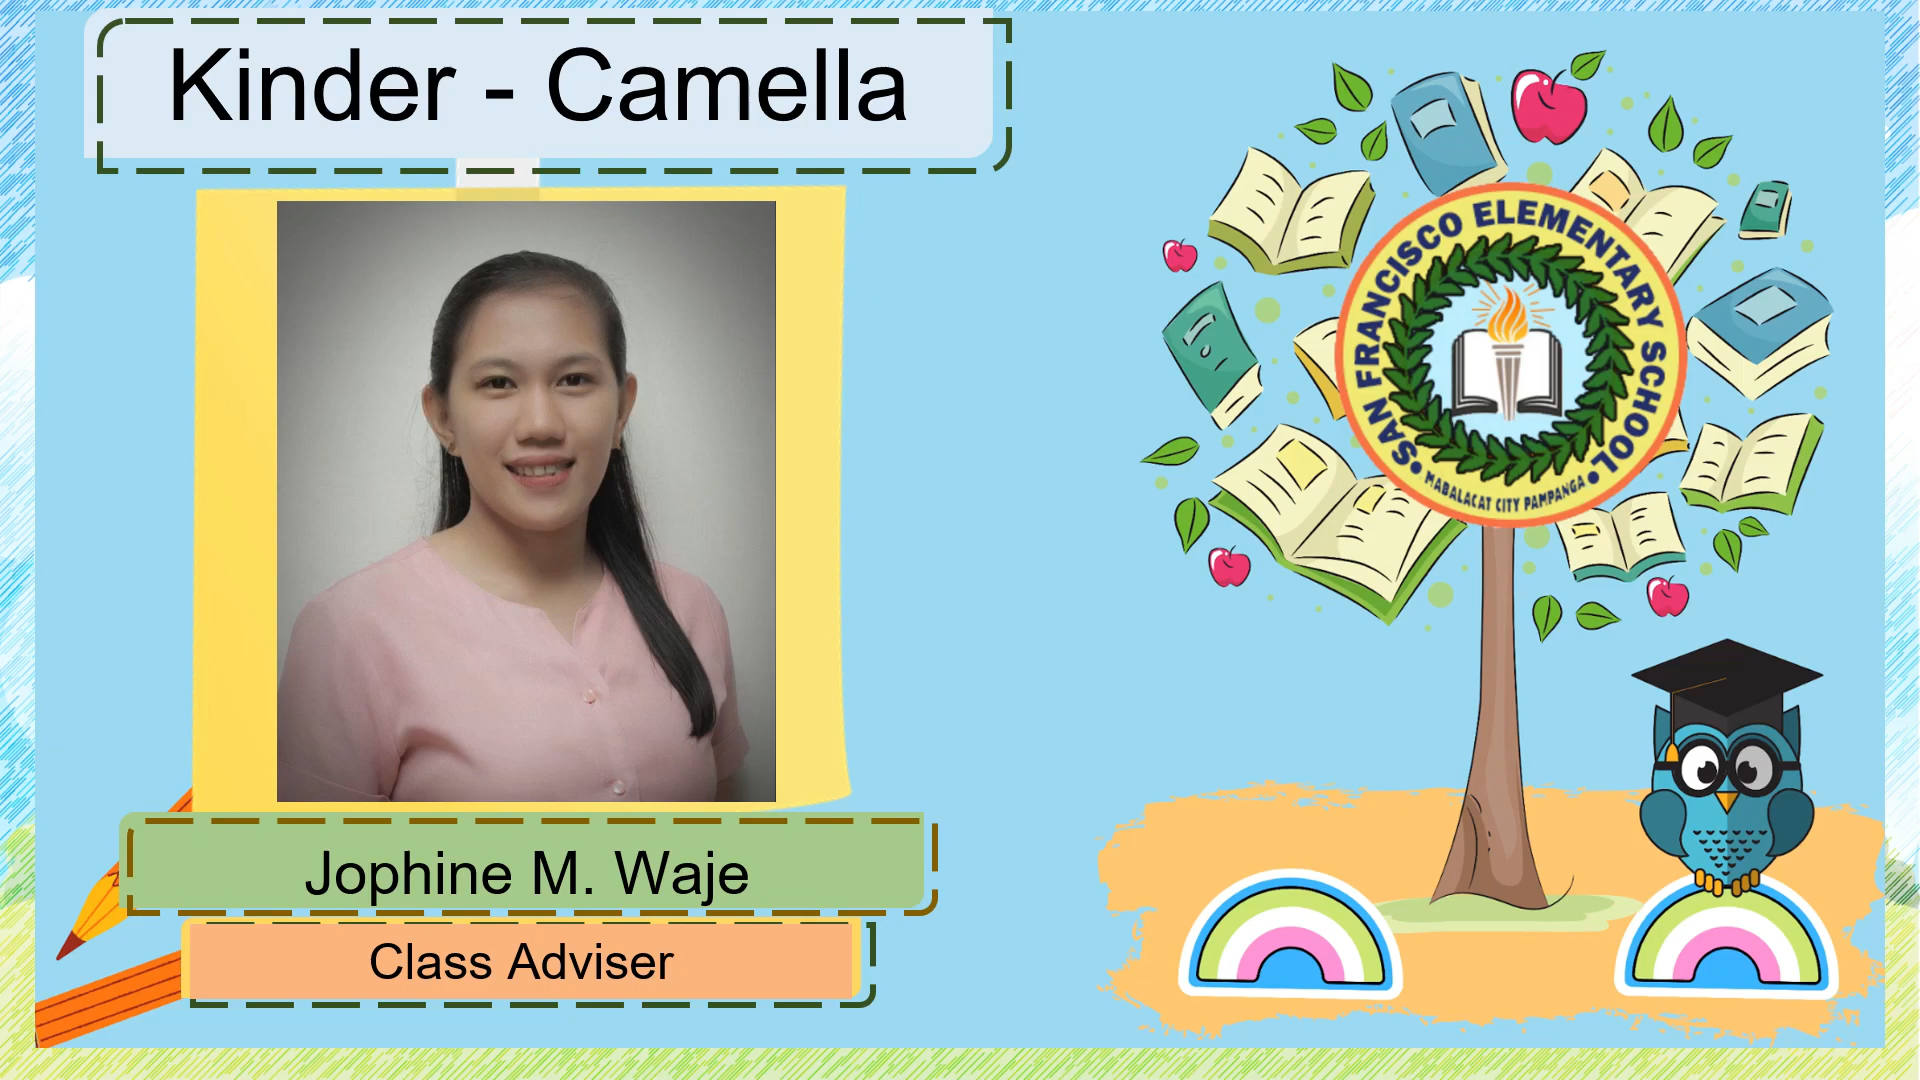 Kinder - Camella
SAN FRANCISCO ELEMENTARY SCHOOL
MABALACAT CITY PAMPANGA
Jophine M. Waje
Class Adviser